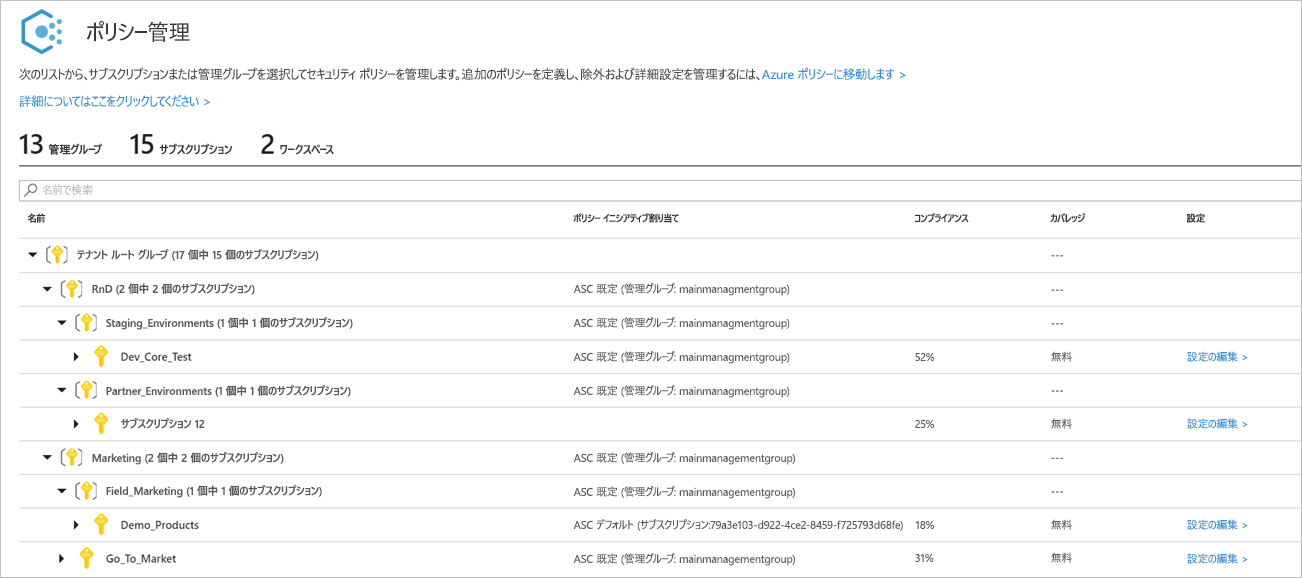 ポリシー管理
次のリストから、サブスクリプションまたは管理グループを選択してセキュリティ ポリシーを管理します。追加のポリシーを定義し、除外および詳細設定を管理するには、Azure ポリシーに移動します >
詳細についてはここをクリックしてください >
13 管理グループ 15 サブスクリプション 2 ワークスペース
名前で検索
名前 ポリシー イニシアティブ割り当て コンプライアンス カバレッジ 設定
テナント ルート グループ (17 個中 15 個のサブスクリプション) ---
RnD (2 個中 2 個のサブスクリプション) ASC 既定 (管理グループ: mainmanagmentgroup) ---
Staging_Environments (1 個中 1 個のサブスクリプション) ASC 既定 (管理グループ: mainmanagmentgroup) ---
Dev_Core_Test ASC 既定 (管理グループ: mainmanagmentgroup) 52% 無料 設定の編集 >
Partner_Environments (1 個中 1 個のサブスクリプション) ASC 既定 (管理グループ: mainmanagmentgroup) ---
サブスクリプション 12 25% 無料 設定の編集 >
Marketing (2 個中 2 個のサブスクリプション) ASC 既定 (管理グループ: mainmanagementgroup) ---
Field_Marketing (1 個中 1 個のサブスクリプション) ASC 既定 (管理グループ: mainmanagementgroup) ---
Demo_Products ASC デフォルト (サブスクリプション:79a3e103-d922-4ce2-8459-f725793d68fe) 18% 無料 設定の編集 >
Go_To_Market ASC 既定 (管理グループ: mainmanagementgroup) 31% 無料 設定の編集 >